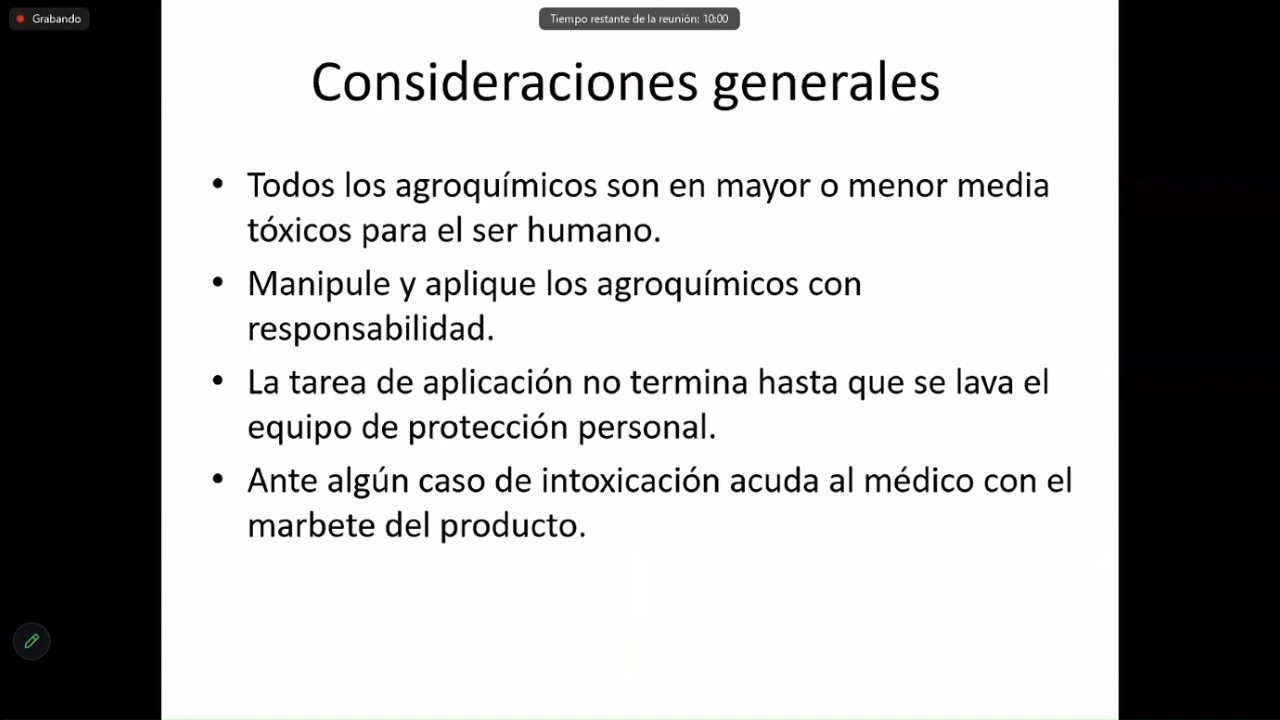 Grabando
Tiempo restante de la reunión: 10:00
Consideraciones generales
• Todos los agroquímicos son en mayor o menor media
tóxicos para el ser humano.
• Manipule y aplique los agroquímicos con
responsabilidad.
• La tarea de aplicación no termina hasta que se lava el
equipo de protección personal.
• Ante algún caso de intoxicación acuda al médico con el
marbete del producto.